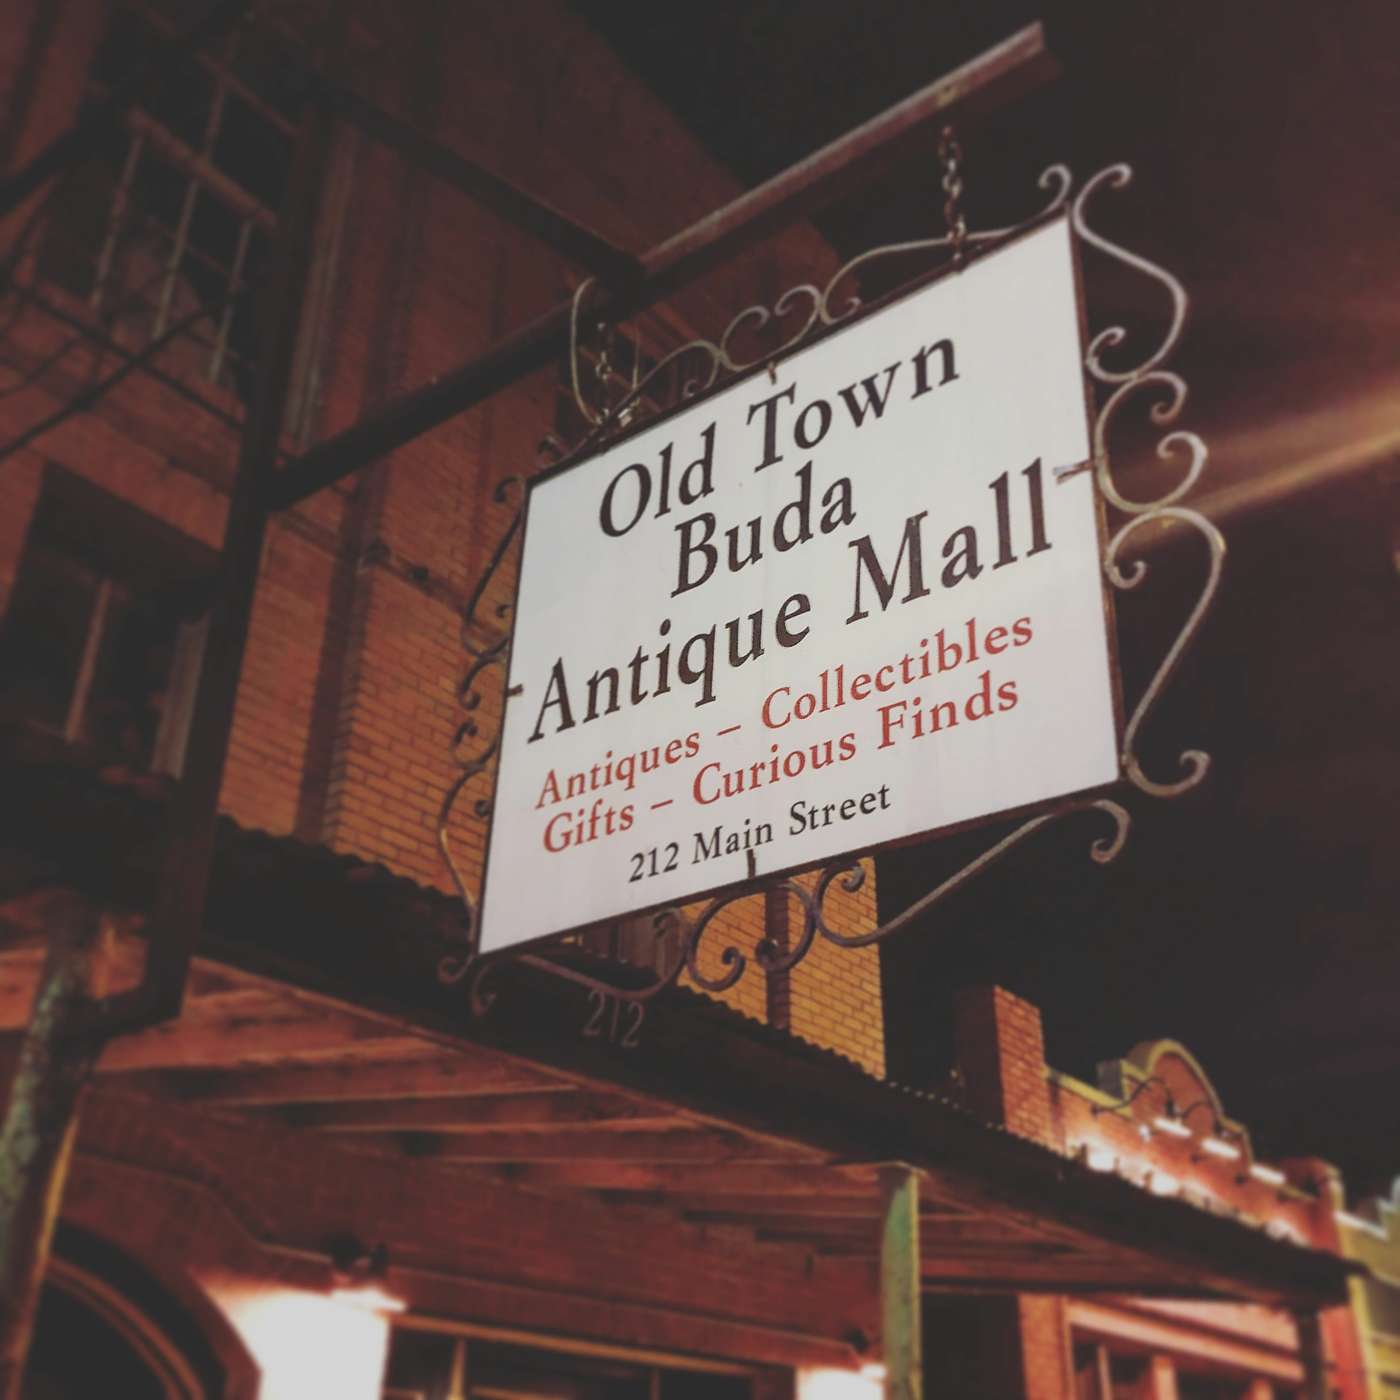 Old Town
Buda
Antique Mall
Antiques – Collectibles
Gifts – Curious Finds
212 Main Street
212